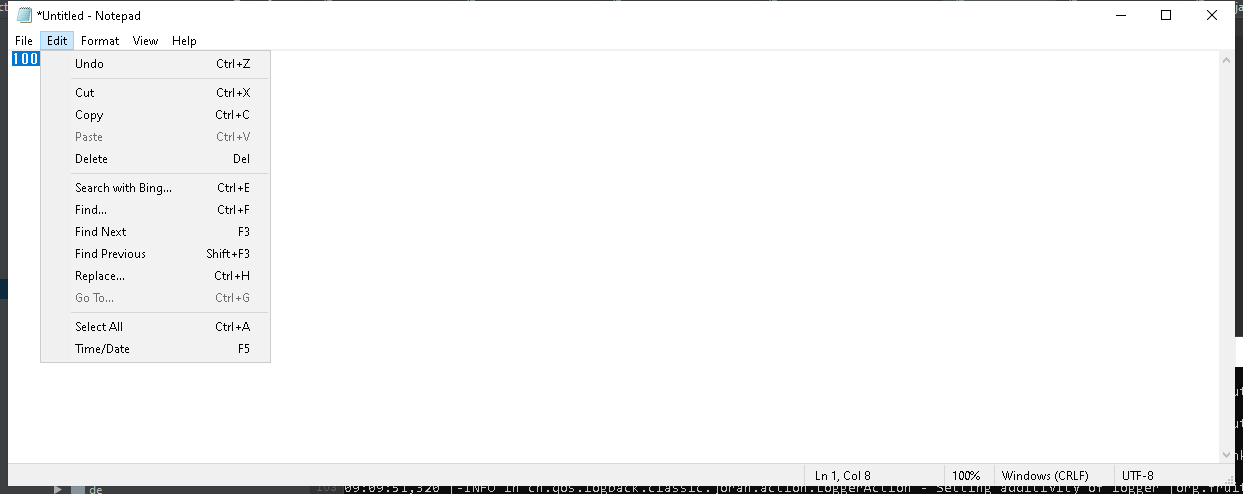 *Untitled - Notepad
File Edit Format View Help
100
Undo Ctrl+Z
Cut Ctrl+X
Copy Ctrl+C
Paste Ctrl+V
Delete Del
Search with Bing... Ctrl+E
Find... Ctrl+F
Find Next F3
Find Previous Shift+F3
Replace... Ctrl+H
Go To... Ctrl+G
Select All Ctrl+A
Time/Date F5
Ln 1, Col 8 100% Windows (CRLF) UTF-8
de 09:09:51,320 |-INFO in ch.qos.logback.classic.joran.action.LoggerAction - Setting additivity of logger